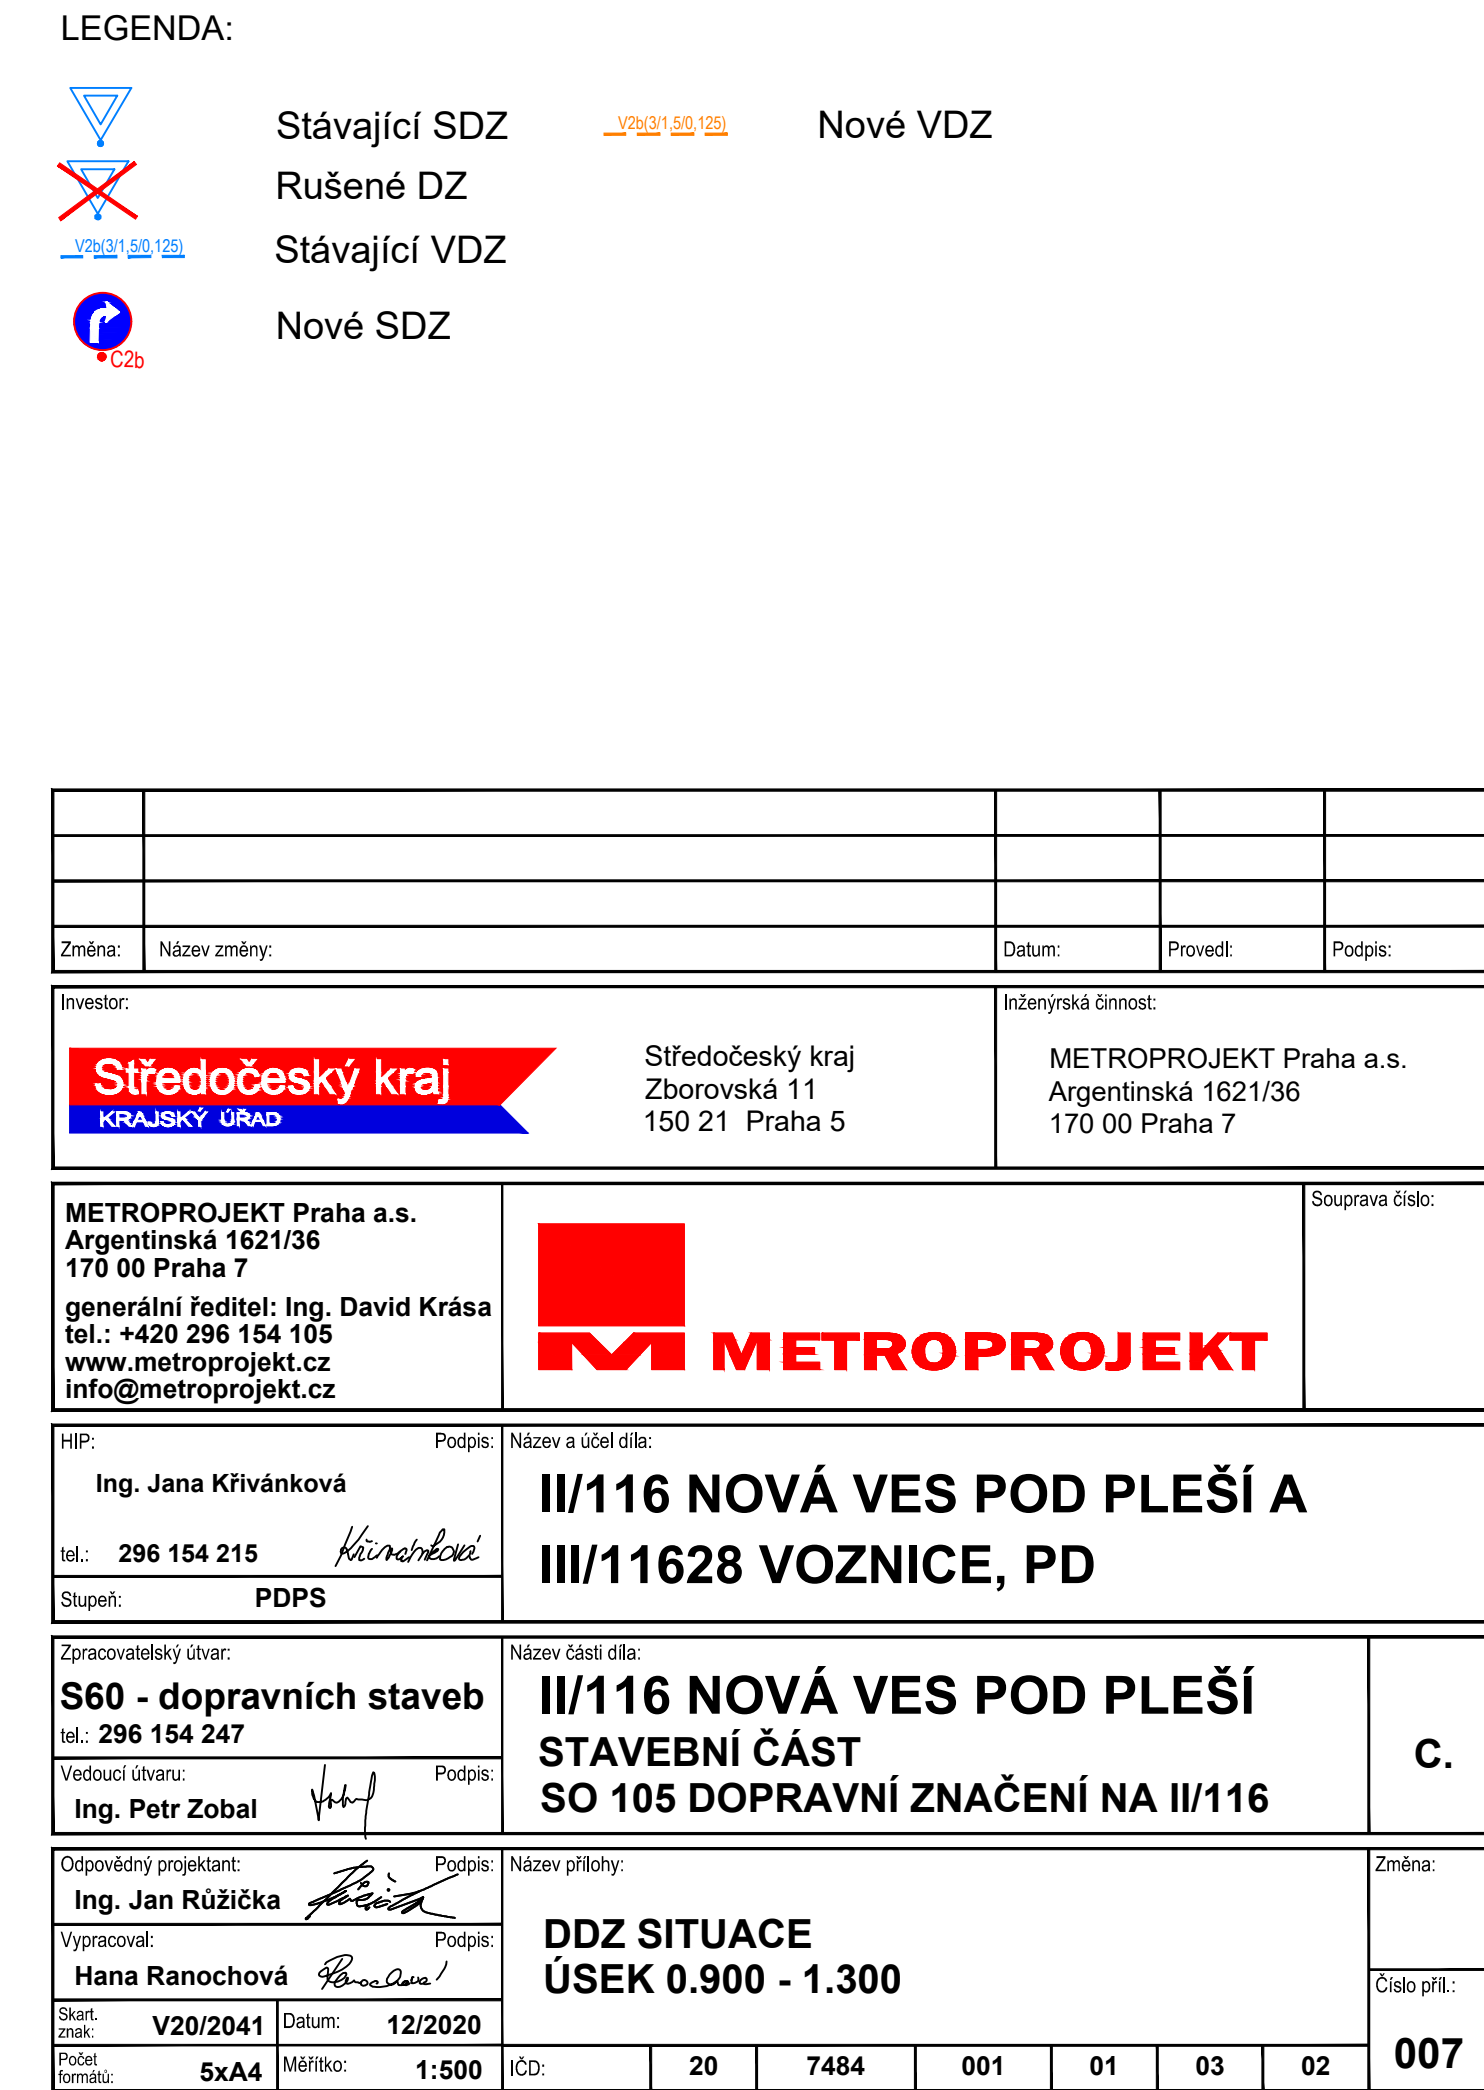 LEGENDA:
Stávající SDZ
V2b(3/1,5/0,125)
Nové VDZ
Rušené DZ
V2b(3/1,5/0,125)
Stávající VDZ
Nové SDZ
C2b
Změna:
Název změny:
Datum:
Provedl:
Podpis:
Investor:
Středočeský kraj
KRAJSKÝ ÚŘAD
Středočeský kraj
Zborovská 11
150 21 Praha 5
Inženýrská činnost:
METROPROJEKT Praha a.s.
Argentinská 1621/36
170 00 Praha 7
METROPROJEKT Praha a.s.
Argentinská 1621/36
170 00 Praha 7
generální ředitel: Ing. David Krása
tel.: +420 296 154 105
www.metroprojekt.cz
info@metroprojekt.cz
METROPROJEKT
Souprava číslo:
HIP:
Podpis:
Ing. Jana Křivánková
tel.: 296 154 215
Křivánková
Stupeň: PDPS
Název a účel díla:
II/116 NOVÁ VES POD PLEŠÍ A
III/11628 VOZNICE, PD
Zpracovatelský útvar:
S60 - dopravních staveb
tel.: 296 154 247
Vedoucí útvaru:
Podpis:
Ing. Petr Zobal
Název části díla:
II/116 NOVÁ VES POD PLEŠÍ
STAVEBNÍ ČÁST
SO 105 DOPRAVNÍ ZNAČENÍ NA II/116
C.
Odpovědný projektant:
Podpis:
Ing. Jan Růžička
Vypracoval:
Podpis:
Hana Ranochová
Ranochová
Skart.
znak:
V20/2041
Datum:
12/2020
Počet
formátů:
5xA4
Měřítko:
1:500
Název přílohy:
DDZ SITUACE
ÚSEK 0.900 - 1.300
Změna:
Číslo příl.:
007
IČD:
20
7484
001
01
03
02